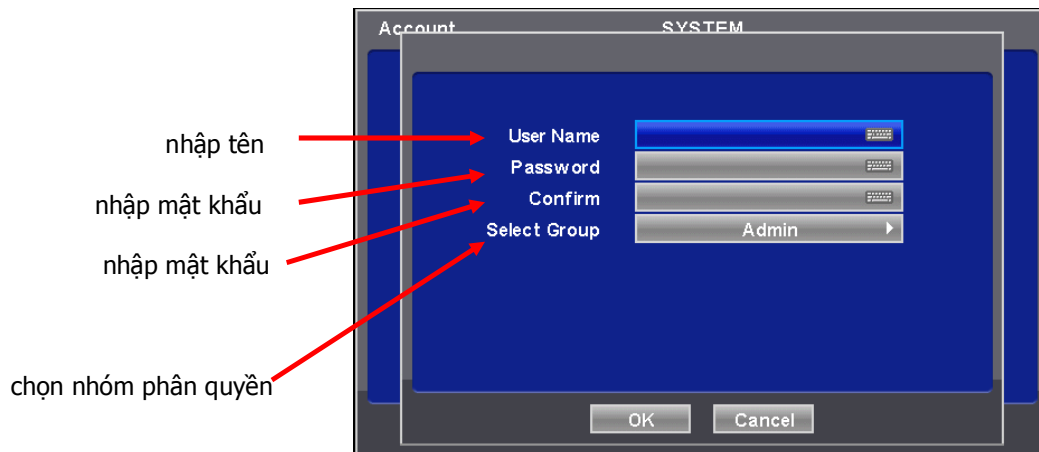 Account SYSTEM
nhập tên User Name
nhập mật khẩu Password
nhập mật khẩu Confirm
chọn nhóm phân quyền Select Group Admin
OK Cancel